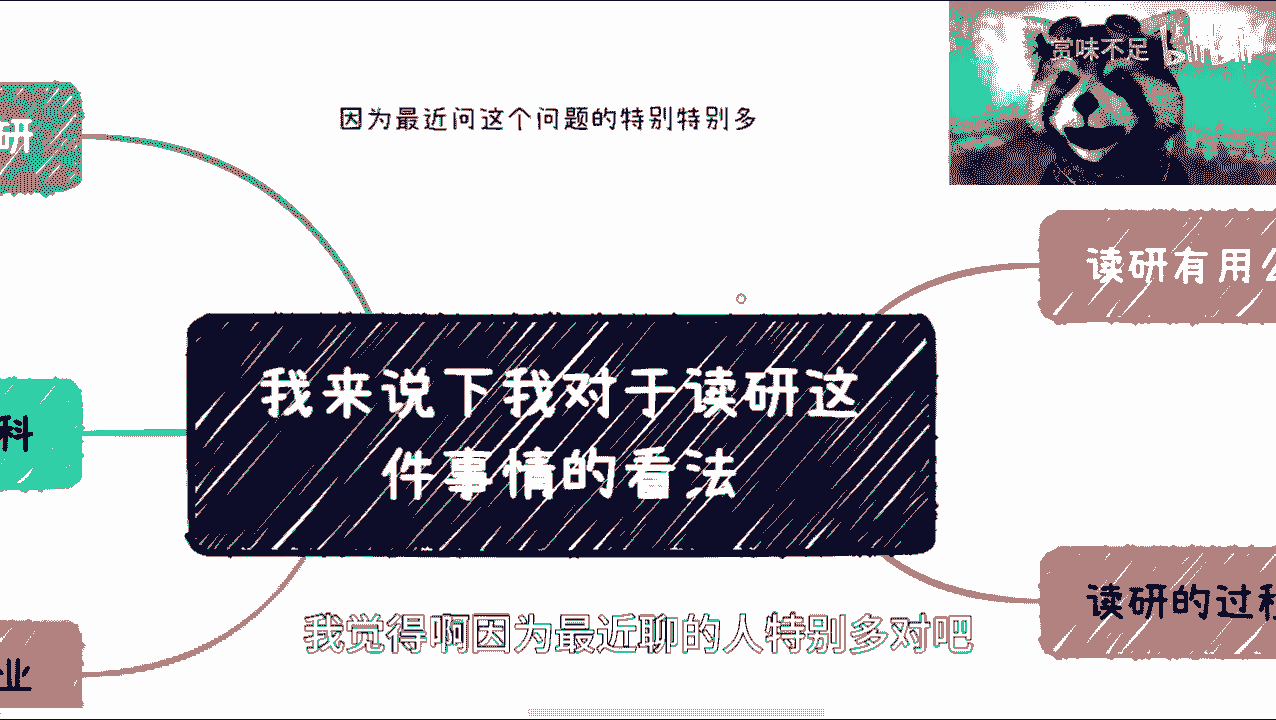 赏味不足 bilibili
因为最近问这个问题的特别特别多
研
读研有用
我来说下我对于读研这
件事情的看法
科
读研的过
我觉得啊因为最近聊的人特别多对吧
业